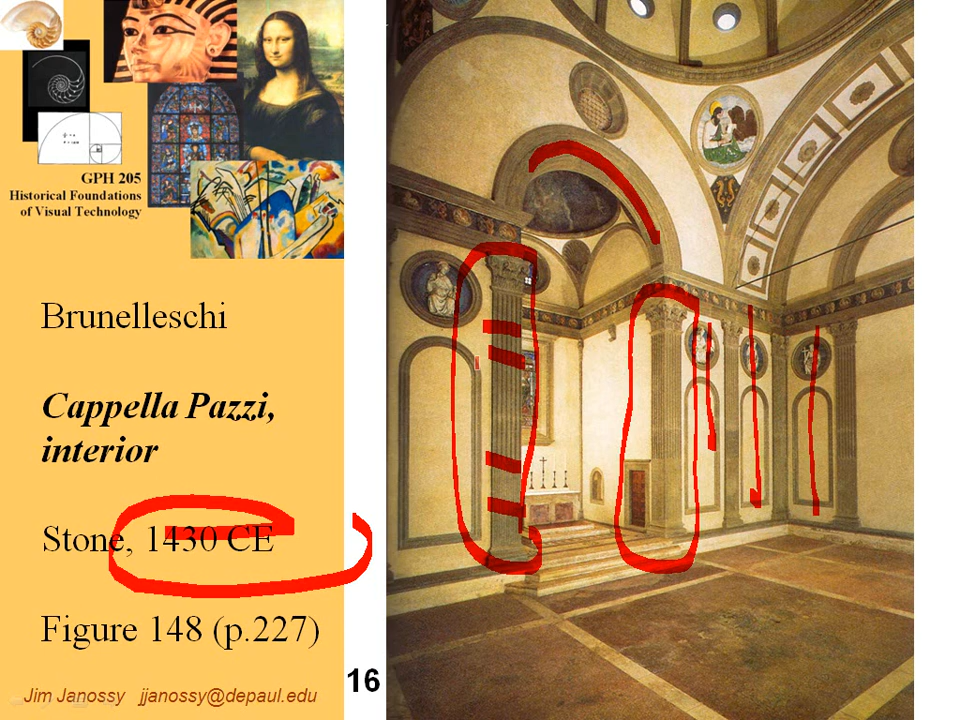 GPH 205
Historical Foundations
of Visual Technology
Brunelleschi
Cappella Pazzi,
interior
Stone, 1430 CE
Figure 148 (p.227)
Jim Janossy jjanossy@depaul.edu
16